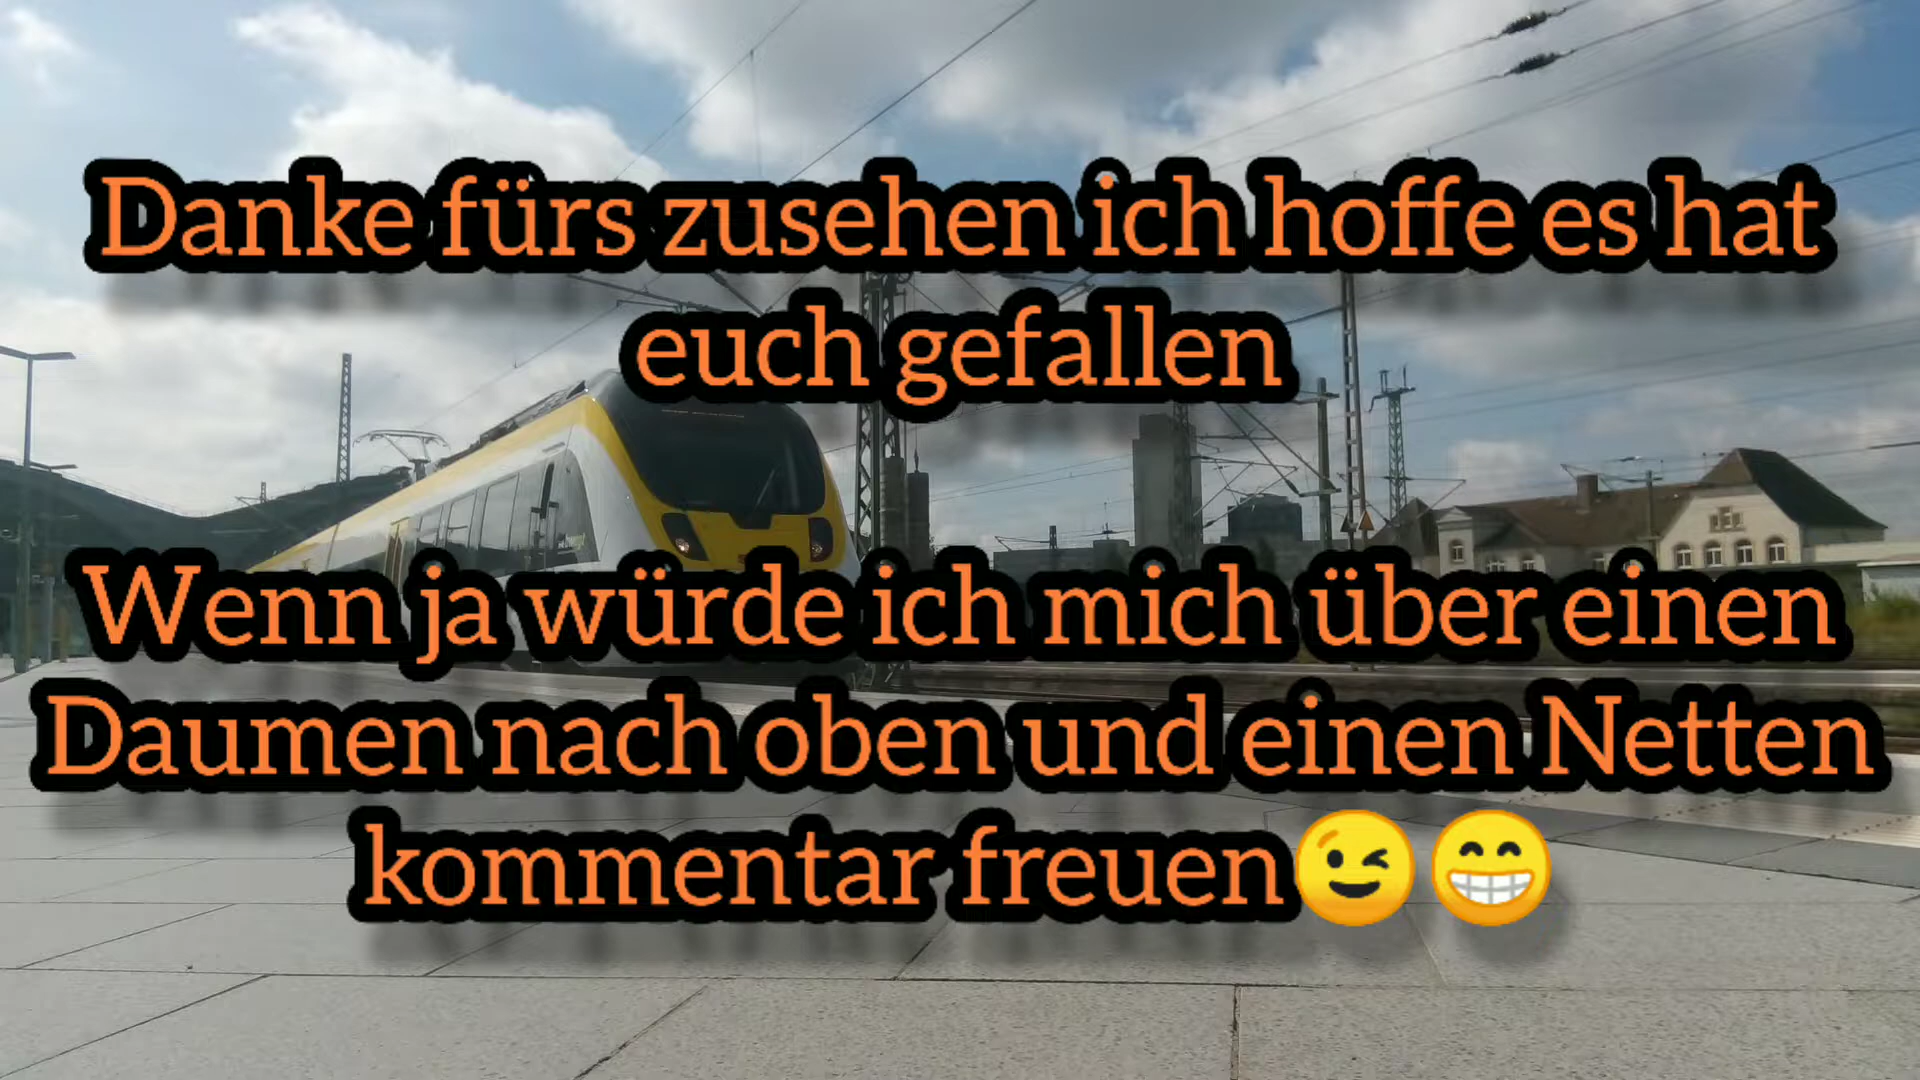 Danke fürs zusehen ich hoffe es hat
euch gefallen
Wenn ja würde ich mich über einen
Daumen nach oben und einen Netten
kommentar freuen😉😁